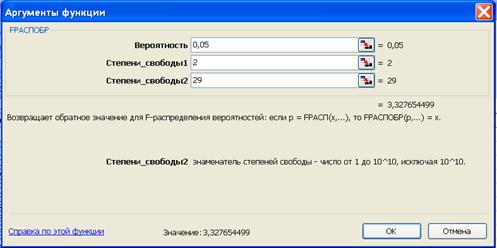 Аргументы функции
FРАСПОБР
Вероятность 0,05 = 0,05
Степени_свободы1 2 = 2
Степени_свободы2 29 = 29
= 3,327654499
Возвращает обратное значение для F-распределения вероятностей: если p = FРАСП(x,...), то FРАСПОБР(p,...) = x.
Степени_свободы2 знаменатель степеней свободы - число от 1 до 10^10, исключая 10^10.
Справка по этой функции Значение:3,327654499 ОК Отмена